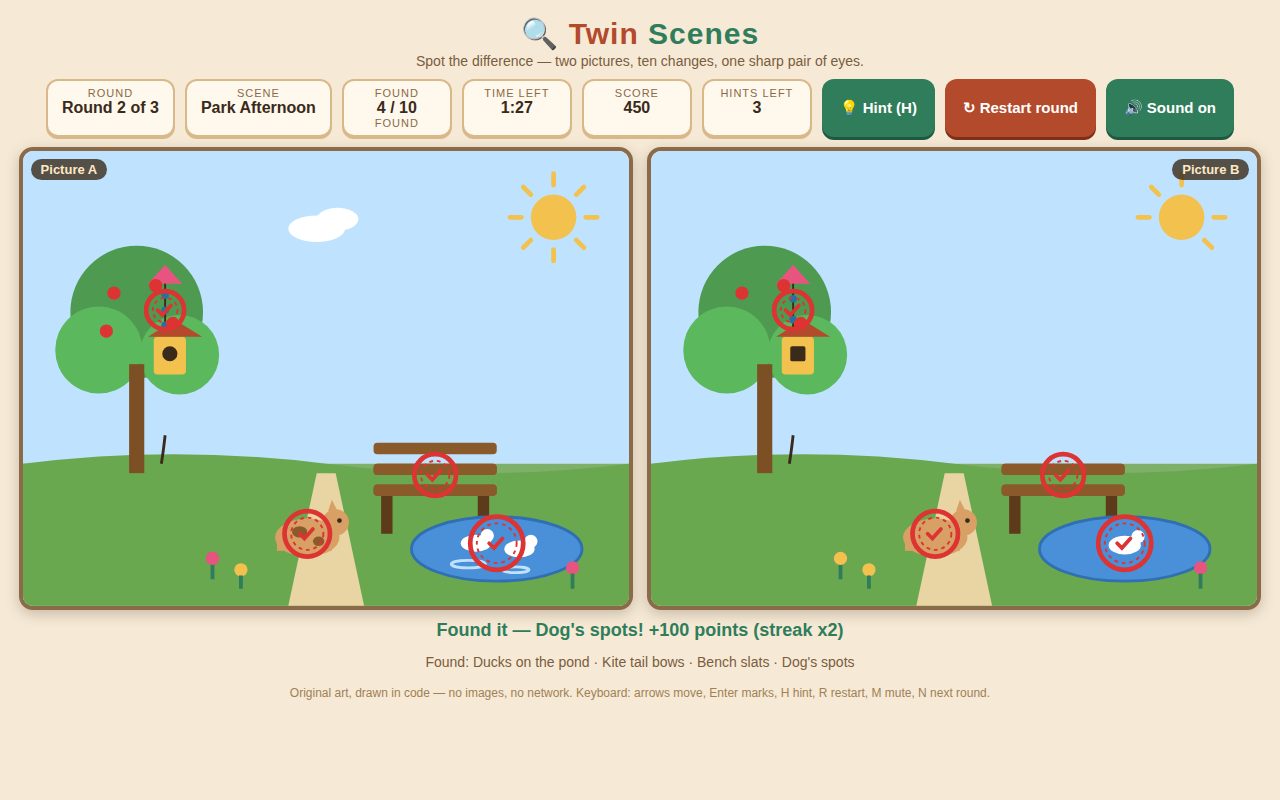 🔍 Twin Scenes
Spot the difference — two pictures, ten changes, one sharp pair of eyes.
ROUND
Round 2 of 3
SCENE
Park Afternoon
FOUND
4 / 10
FOUND
TIME LEFT
1:27
SCORE
450
HINTS LEFT
3
💡 Hint (H)
↻ Restart round
🔊 Sound on
Picture A
Picture B
Found it — Dog's spots! +100 points (streak x2)
Found: Ducks on the pond · Kite tail bows · Bench slats · Dog's spots
Original art, drawn in code — no images, no network. Keyboard: arrows move, Enter marks, H hint, R restart, M mute, N next round.